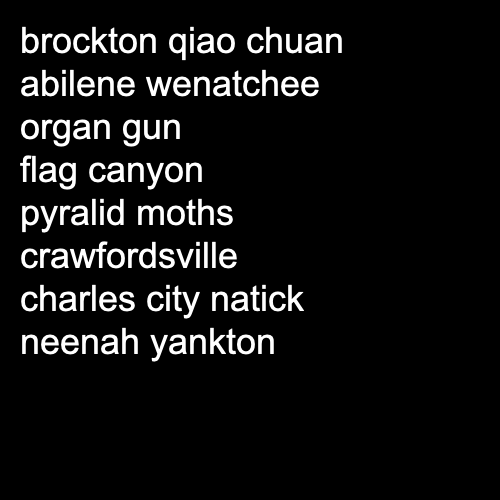 brockton qiao chuan
abilene wenatchee
organ gun
flag canyon
pyralid moths
crawfordsville
charles city natick
neenah yankton